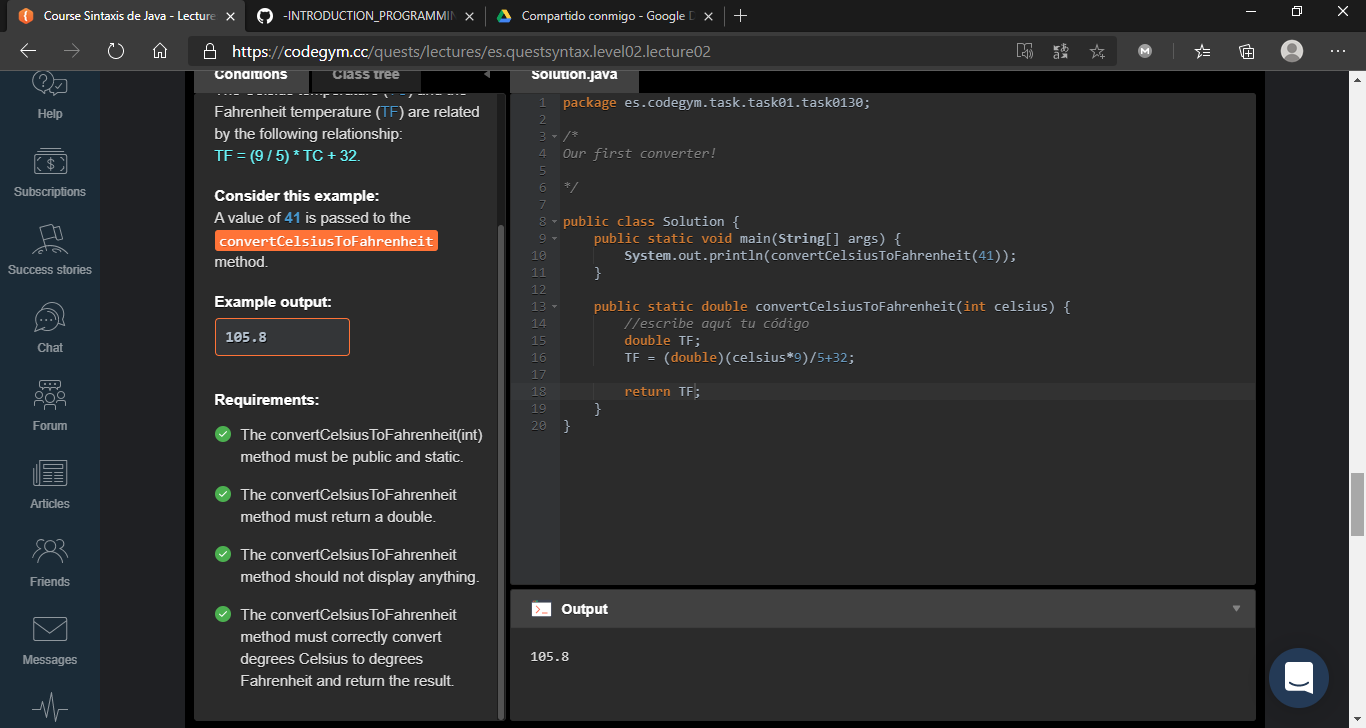 Course Sintaxis de Java - Lecture
-INTRODUCTION_PROGRAMMIN
Compartido conmigo - Google D
https://codegym.cc/quests/lectures/es.questsyntax.level02.lecture02
M
Help
Subscriptions
Success stories
Chat
Forum
Articles
Friends
Messages
Conditions
Class tree
The Celsius temperature (TC) and the
Fahrenheit temperature (TF) are related
by the following relationship:
TF = (9 / 5) * TC + 32.
Consider this example:
A value of 41 is passed to the
convertCelsiusToFahrenheit
method.
Example output:
105.8
Requirements:
The convertCelsiusToFahrenheit(int)
method must be public and static.
The convertCelsiusToFahrenheit
method must return a double.
The convertCelsiusToFahrenheit
method should not display anything.
The convertCelsiusToFahrenheit
method must correctly convert
degrees Celsius to degrees
Fahrenheit and return the result.
Solution.java
1 package es.codegym.task.task01.task0130;
2
3 /*
4 Our first converter!
5
6 */
7
8 public class Solution {
9 public static void main(String[] args) {
10 System.out.println(convertCelsiusToFahrenheit(41));
11 }
12
13 public static double convertCelsiusToFahrenheit(int celsius) {
14 //escribe aquí tu código
15 double TF;
16 TF = (double)(celsius*9)/5+32;
17
18 return TF;
19 }
20 }
Output
105.8